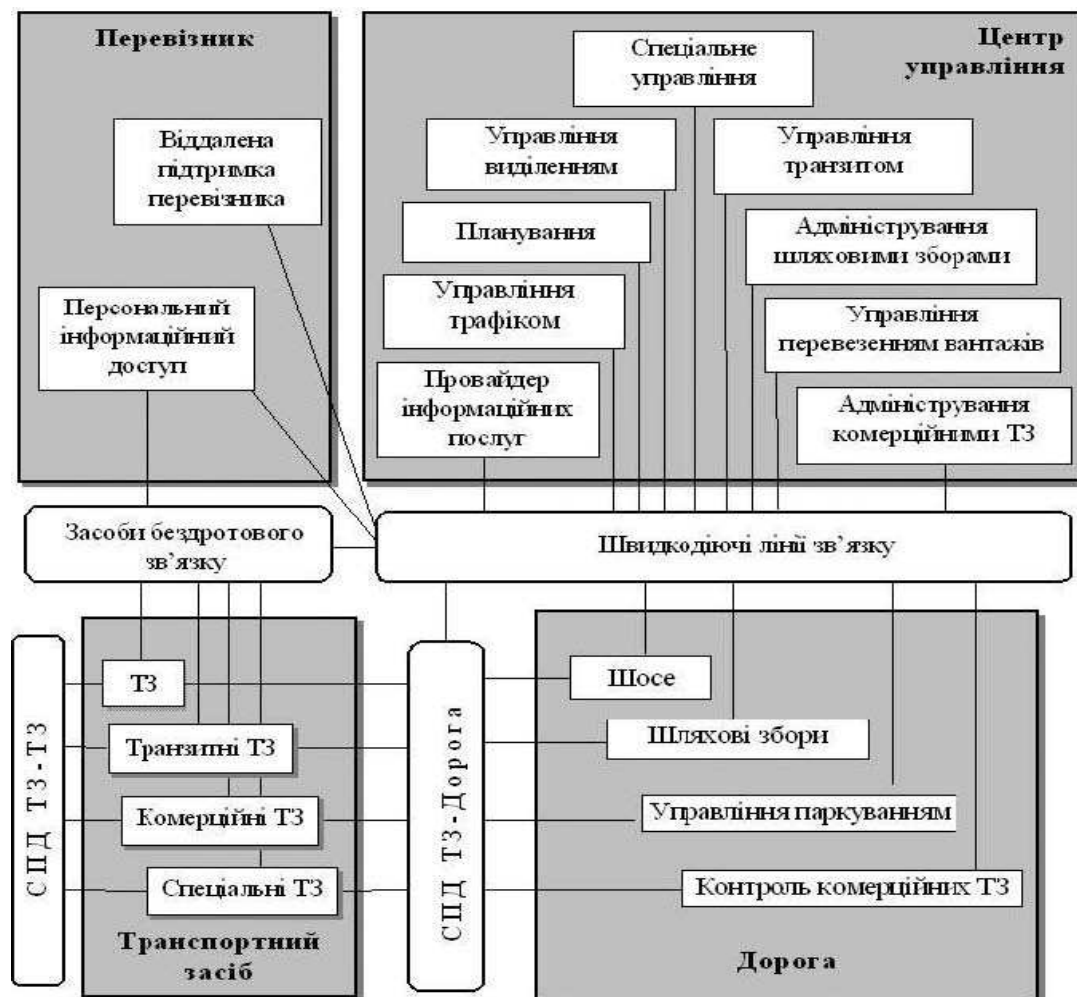 Перевізник
Віддалена
підтримка
перевізника
Персональний
інформаційний
доступ
Центр
управління
Спеціальне
управління
Управління
виділенням
Управління
транзитом
Планування
Адміністрування
шляховими зборами
Управління
трафіком
Управління
перевезенням вантажів
Провайдер
інформаційних
послуг
Адміністрування
комерційними ТЗ
Засоби бездротового
зв’язку
Швидкодіючі лінії зв’язку
СПД ТЗ-ТЗ
ТЗ
Транзитні ТЗ
Комерційні ТЗ
Спеціальні ТЗ
Транспортний
засіб
СПД ТЗ-Дорога
Шосе
Шляхові збори
Управління паркуванням
Контроль комерційних ТЗ
Дорога